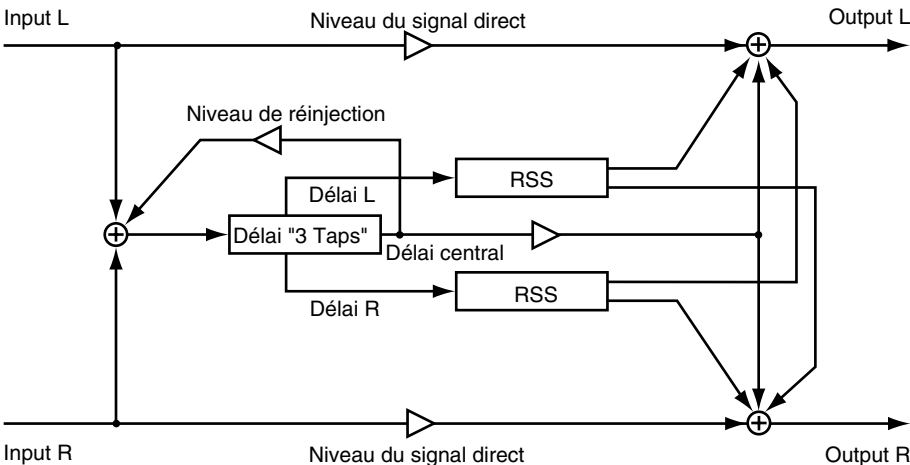 Input L
Niveau du signal direct
Output L
Niveau de réinjection
Délai L
RSS
Délai "3 Taps"
Délai central
RSS
Délai R
Input R
Niveau du signal direct
Output R